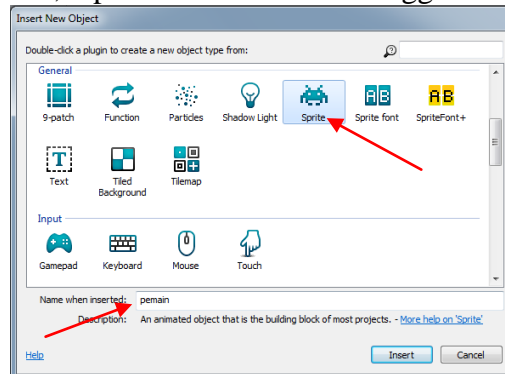 Insert New Object
Double-click a plugin to create a new object type from:
General
9-patch Function Particles Shadow Light Sprite Sprite font SpriteFont+
Text Tiled Background Tilemap
Input
Gamepad Keyboard Mouse Touch
Name when inserted: pemain
Description: An animated object that is the building block of most projects. - More help on 'Sprite'
Help Insert Cancel